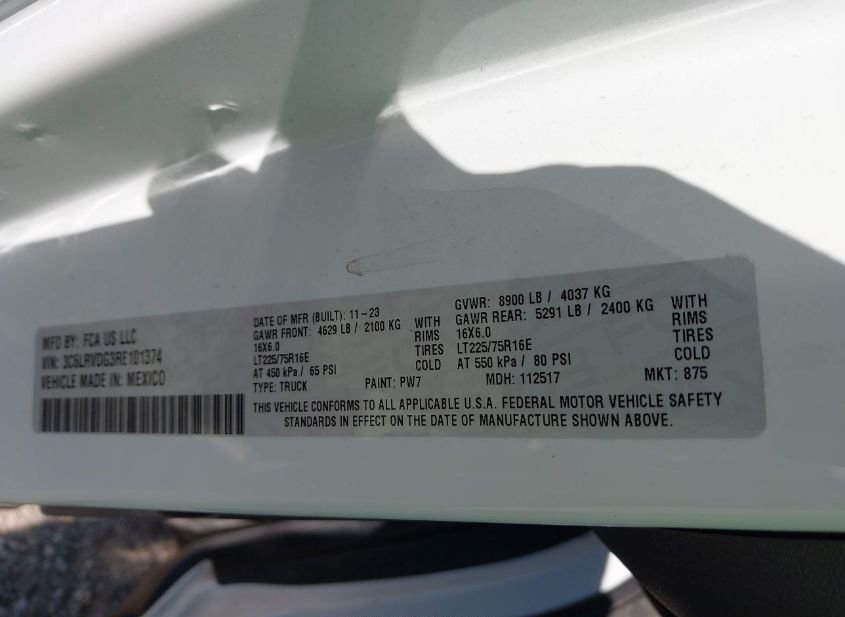 MFD BY: FCA US LLC
VIN: 3C6LRVDG3RE101374
VEHICLE MADE IN: MEXICO
DATE OF MFR (BUILT): 11-23
GAWR FRONT: 4629 LB / 2100 KG WITH
16X6.0 RIMS
LT225/75R16E TIRES
AT 450 kPa / 65 PSI COLD
TYPE: TRUCK PAINT: PW7
GVWR: 8900 LB / 4037 KG
GAWR REAR: 5291 LB / 2400 KG WITH
16X6.0 RIMS
LT225/75R16E TIRES
AT 550 kPa / 80 PSI COLD
MDH: 112517 MKT: 875
THIS VEHICLE CONFORMS TO ALL APPLICABLE U.S.A. FEDERAL MOTOR VEHICLE SAFETY
STANDARDS IN EFFECT ON THE DATE OF MANUFACTURE SHOWN ABOVE.